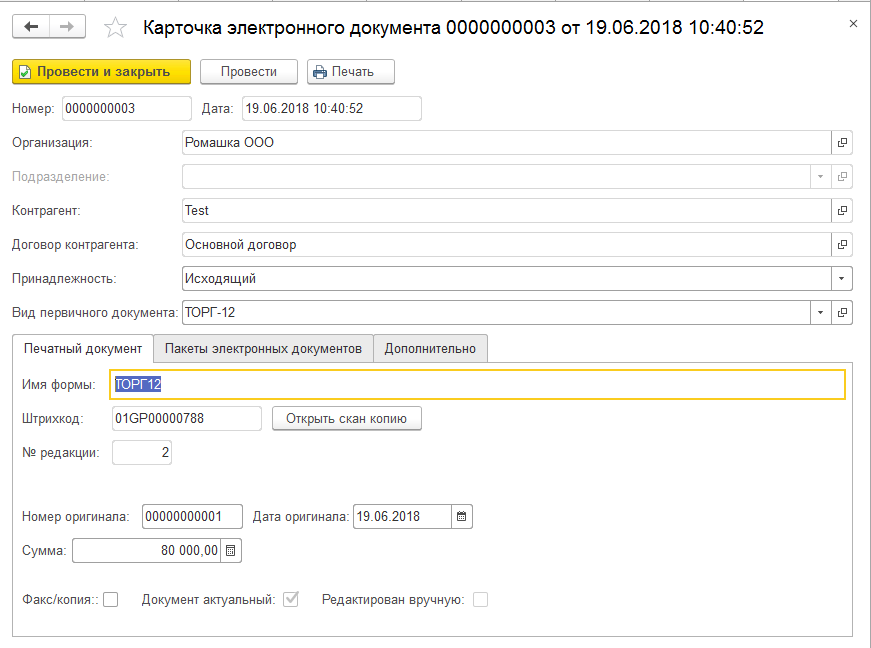 Карточка электронного документа 0000000003 от 19.06.2018 10:40:52
Провести и закрыть Провести Печать
Номер: 0000000003 Дата: 19.06.2018 10:40:52
Организация: Ромашка ООО
Подразделение:
Контрагент: Test
Договор контрагента: Основной договор
Принадлежность: Исходящий
Вид первичного документа: ТОРГ-12
Печатный документ Пакеты электронных документов Дополнительно
Имя формы: ТОРГ12
Штрихкод: 01GP00000788 Открыть скан копию
№ редакции: 2
Номер оригинала: 00000000001 Дата оригинала: 19.06.2018
Сумма: 80 000,00
Факс/копия:: Документ актуальный: Редактирован вручную: